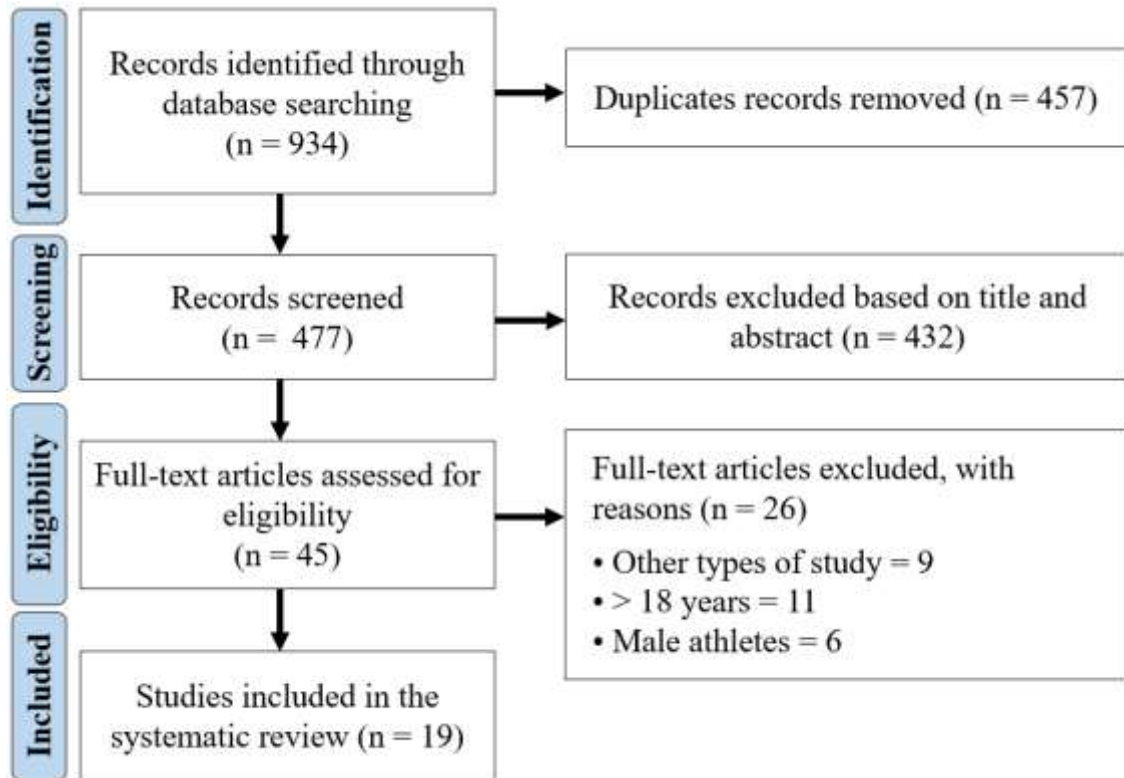 Identification
Records identified through
database searching
(n = 934)
Duplicates records removed (n = 457)
Screening
Records screened
(n =  477)
Records excluded based on title and
abstract (n = 432)
Eligibility
Full-text articles assessed for
eligibility
(n = 45)
Full-text articles excluded, with
reasons (n = 26)
• Other types of study = 9
• > 18 years = 11
• Male athletes = 6
Included
Studies included in the
systematic review (n = 19)